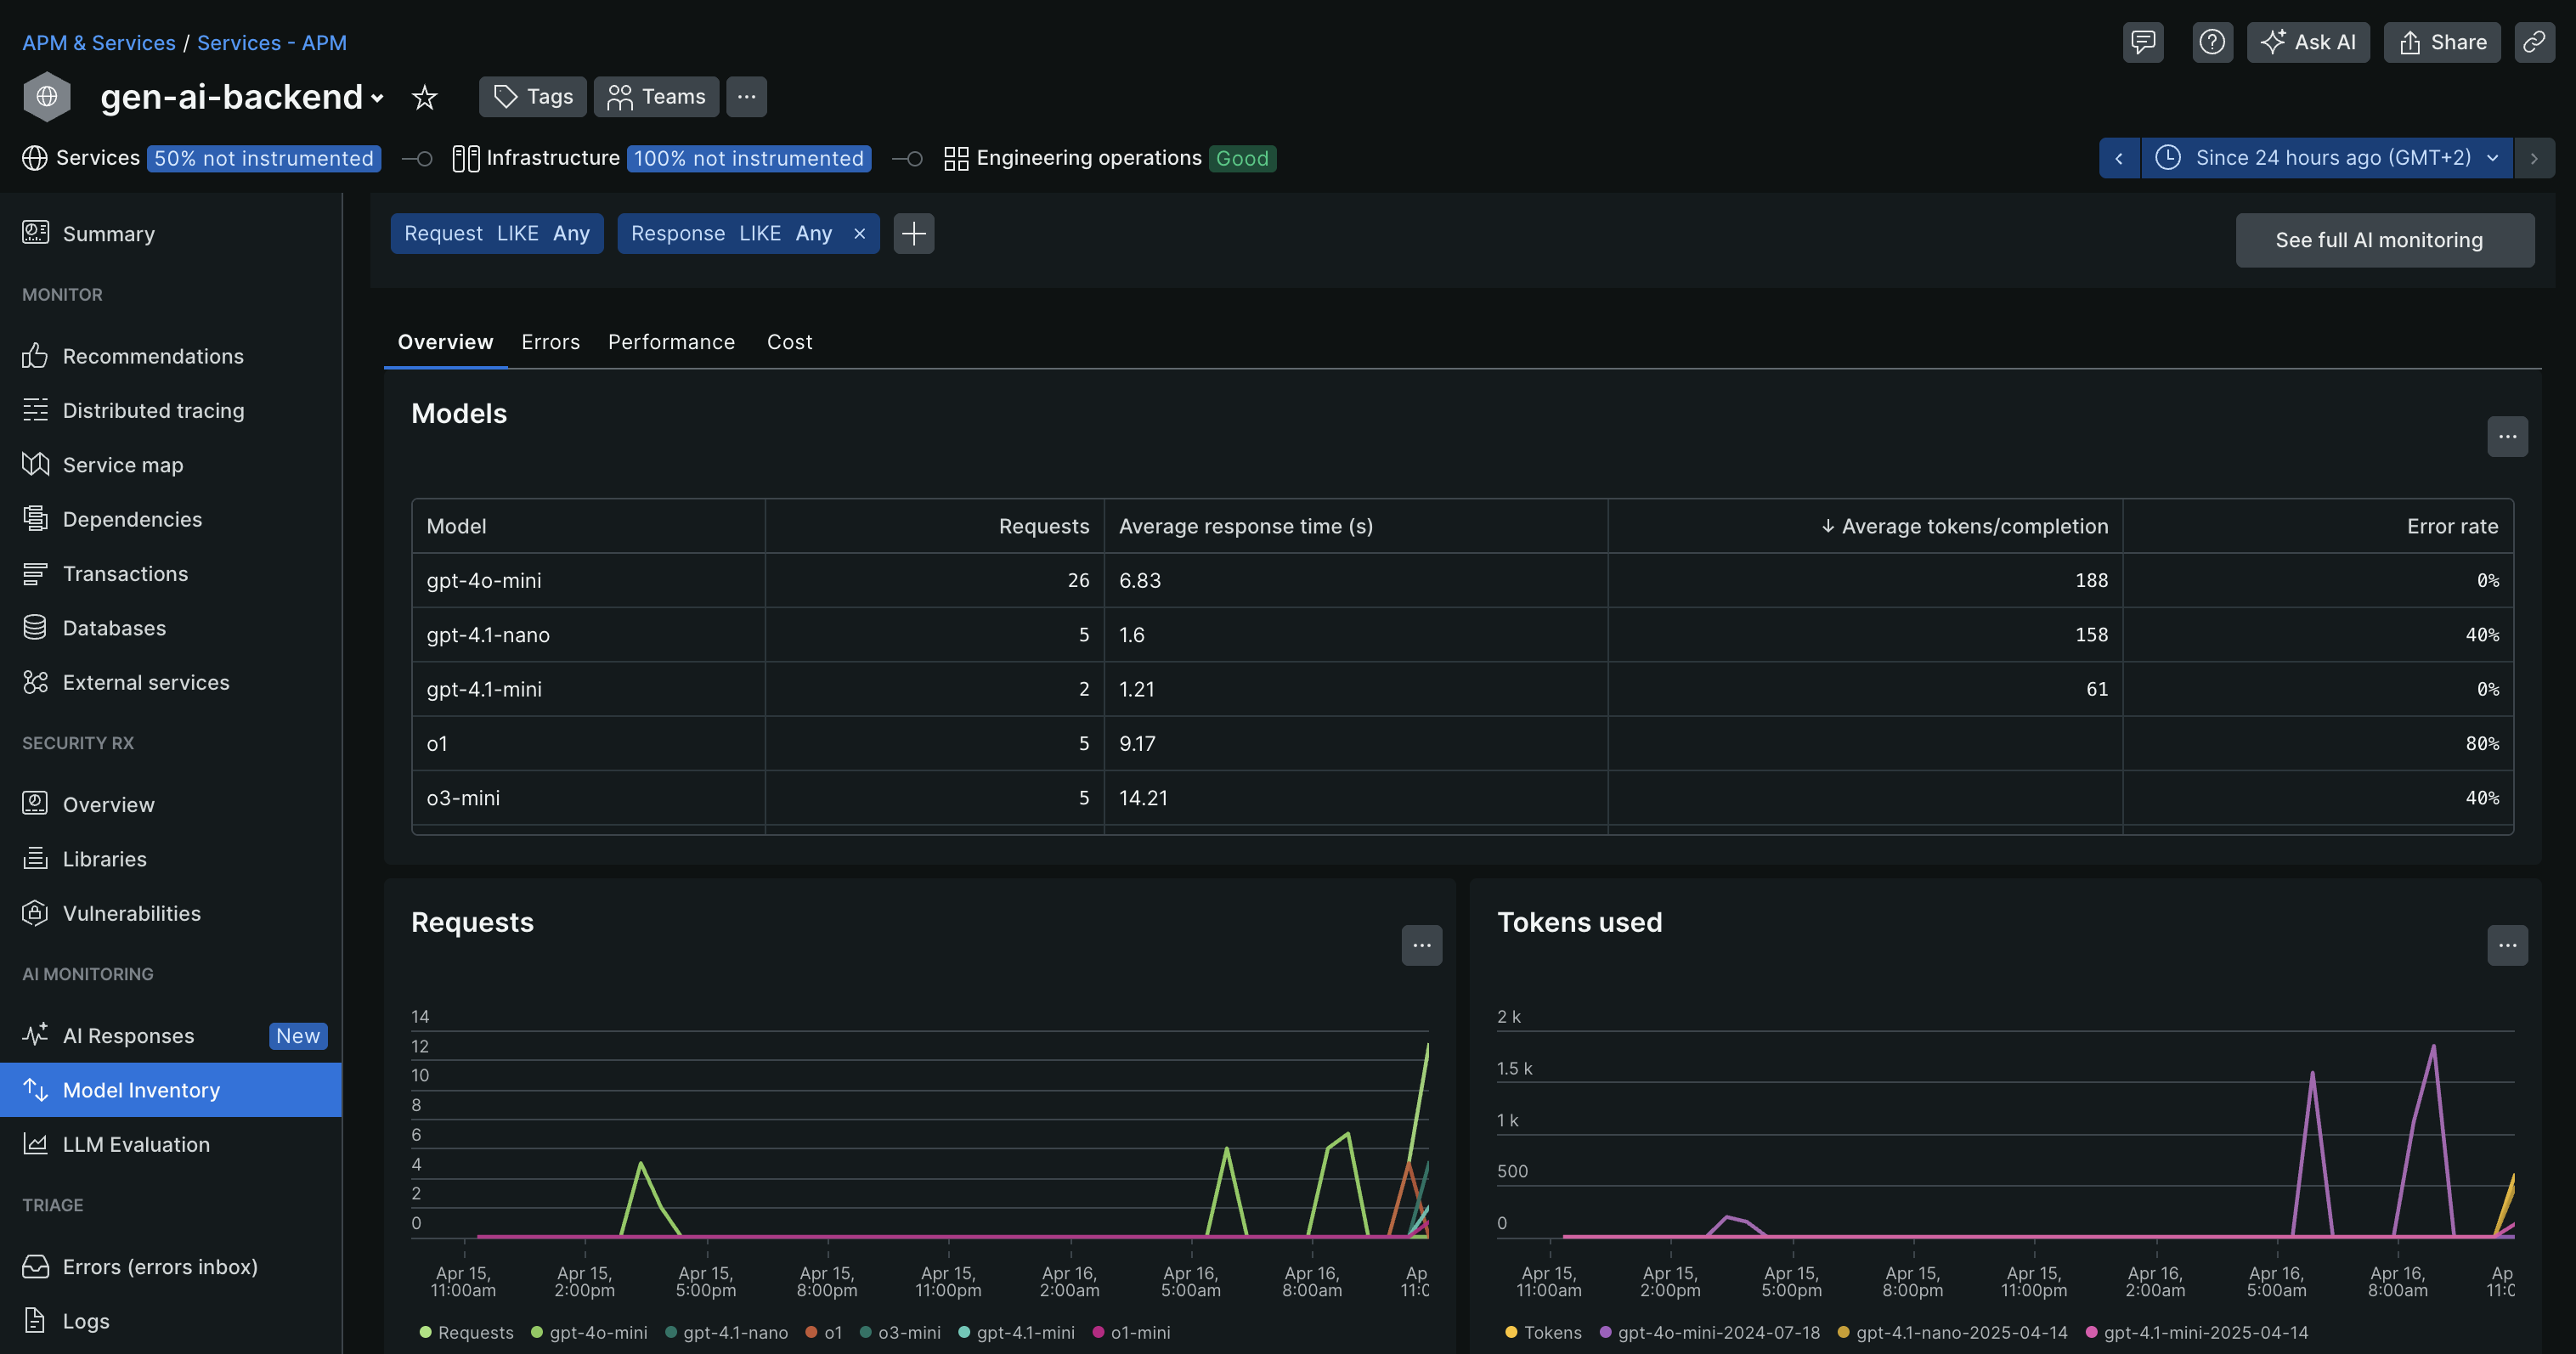 APM & Services / Services - APM
Ask AI
Share
gen-ai-backend
Tags
Teams
Services 50% not instrumented
Infrastructure 100% not instrumented
Engineering operations Good
Since 24 hours ago (GMT+2)
Summary
MONITOR
Recommendations
Distributed tracing
Service map
Dependencies
Transactions
Databases
External services
SECURITY RX
Overview
Libraries
Vulnerabilities
AI MONITORING
AI Responses New
Model Inventory
LLM Evaluation
TRIAGE
Errors (errors inbox)
Logs
Request LIKE Any
Response LIKE Any ×
See full AI monitoring
Overview Errors Performance Cost
Models
Model Requests Average response time (s) ↓ Average tokens/completion Error rate
gpt-4o-mini 26 6.83 188 0%
gpt-4.1-nano 5 1.6 158 40%
gpt-4.1-mini 2 1.21 61 0%
o1 5 9.17 80%
o3-mini 5 14.21 40%
Requests
14
12
10
8
6
4
2
0
Apr 15, Apr 15, Apr 15, Apr 15, Apr 15, Apr 16, Apr 16, Apr 16, Ap
11:00am 2:00pm 5:00pm 8:00pm 11:00pm 2:00am 5:00am 8:00am 11:0
Requests gpt-4o-mini gpt-4.1-nano o1 o3-mini gpt-4.1-mini o1-mini
Tokens used
2 k
1.5 k
1 k
500
0
Apr 15, Apr 15, Apr 15, Apr 15, Apr 15, Apr 16, Apr 16, Apr 16, Ap
11:00am 2:00pm 5:00pm 8:00pm 11:00pm 2:00am 5:00am 8:00am 11:0
Tokens gpt-4o-mini-2024-07-18 gpt-4.1-nano-2025-04-14 gpt-4.1-mini-2025-04-14